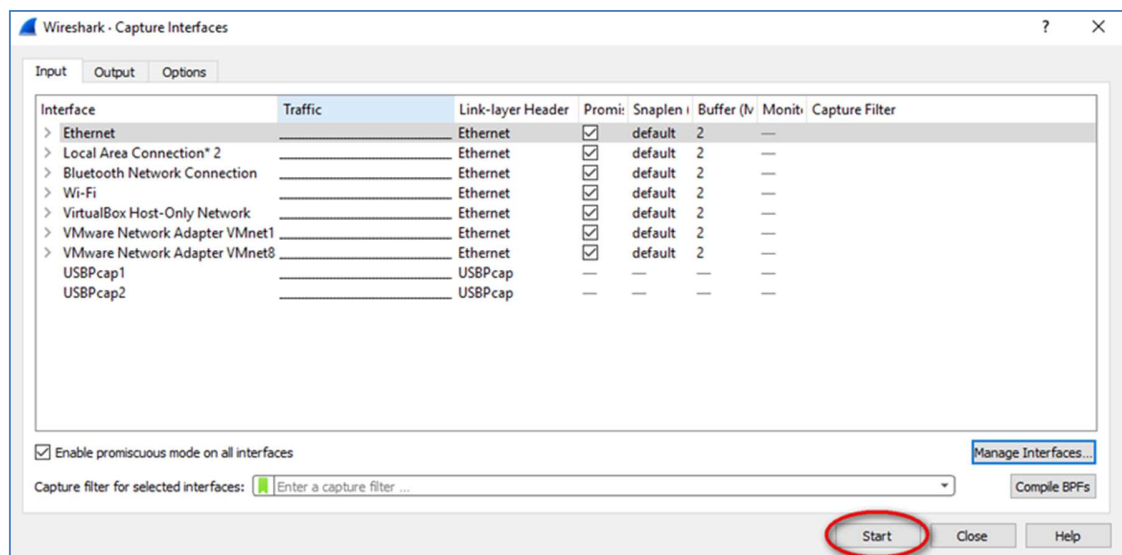 Wireshark · Capture Interfaces ? ×
Input Output Options
Interface Traffic Link-layer Header Promi: Snaplen ( Buffer (M Monit Capture Filter
> Ethernet Ethernet default 2 —
> Local Area Connection* 2 Ethernet default 2 —
> Bluetooth Network Connection Ethernet default 2 —
> Wi-Fi Ethernet default 2 —
> VirtualBox Host-Only Network Ethernet default 2 —
> VMware Network Adapter VMnet1 Ethernet default 2 —
> VMware Network Adapter VMnet8 Ethernet default 2 —
USBPcap1 USBPcap — — — —
USBPcap2 USBPcap — — — —
Enable promiscuous mode on all interfaces Manage Interfaces...
Capture filter for selected interfaces: Enter a capture filter ... Compile BPFs
Start Close Help